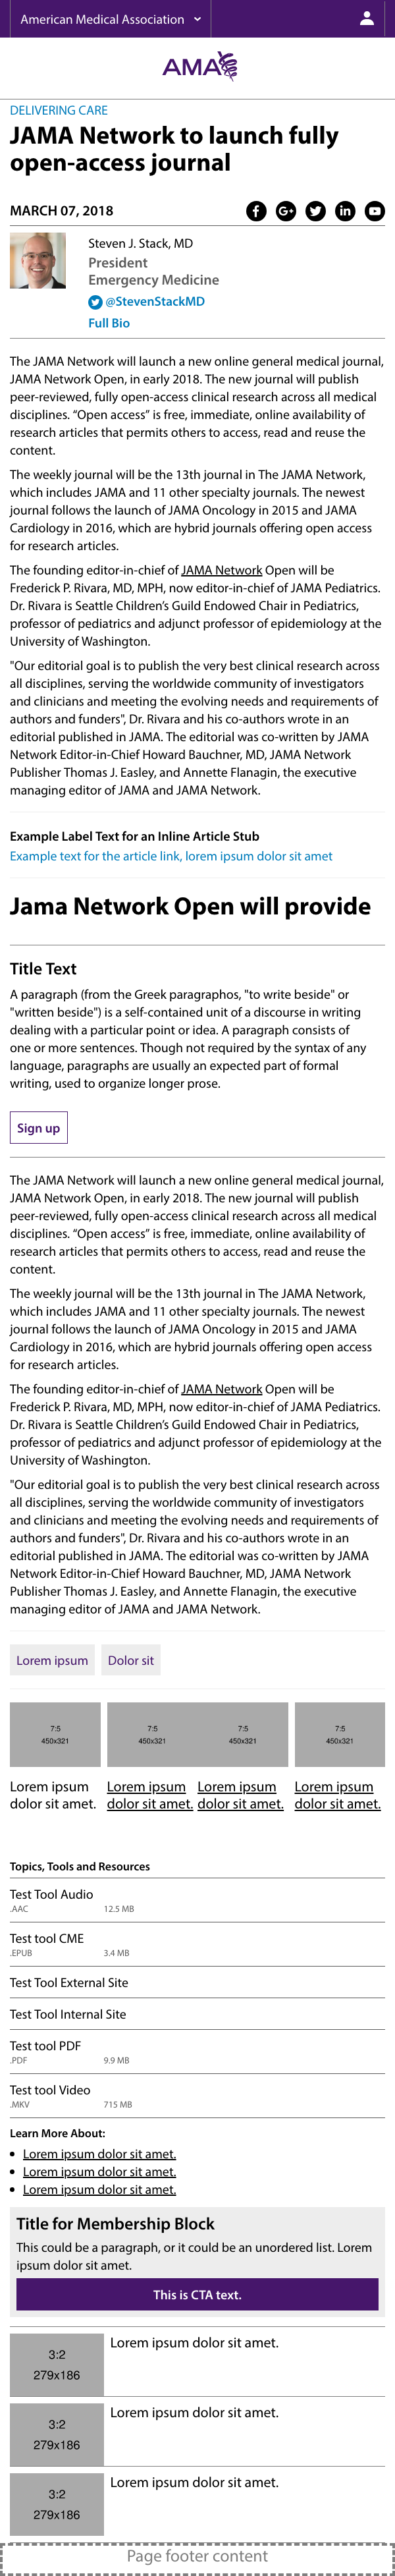 American Medical Association
AMA
DELIVERING CARE
JAMA Network to launch fully
open-access journal
MARCH 07, 2018
Steven J. Stack, MD
President
Emergency Medicine
@StevenStackMD
Full Bio
The JAMA Network will launch a new online general medical journal,
JAMA Network Open, in early 2018. The new journal will publish
peer-reviewed, fully open-access clinical research across all medical
disciplines. “Open access” is free, immediate, online availability of
research articles that permits others to access, read and reuse the
content.
The weekly journal will be the 13th journal in The JAMA Network,
which includes JAMA and 11 other specialty journals. The newest
journal follows the launch of JAMA Oncology in 2015 and JAMA
Cardiology in 2016, which are hybrid journals offering open access
for research articles.
The founding editor-in-chief of JAMA Network Open will be
Frederick P. Rivara, MD, MPH, now editor-in-chief of JAMA Pediatrics.
Dr. Rivara is Seattle Children’s Guild Endowed Chair in Pediatrics,
professor of pediatrics and adjunct professor of epidemiology at the
University of Washington.
"Our editorial goal is to publish the very best clinical research across
all disciplines, serving the worldwide community of investigators
and clinicians and meeting the evolving needs and requirements of
authors and funders", Dr. Rivara and his co-authors wrote in an
editorial published in JAMA. The editorial was co-written by JAMA
Network Editor-in-Chief Howard Bauchner, MD, JAMA Network
Publisher Thomas J. Easley, and Annette Flanagin, the executive
managing editor of JAMA and JAMA Network.
Example Label Text for an Inline Article Stub
Example text for the article link, lorem ipsum dolor sit amet
Jama Network Open will provide
Title Text
A paragraph (from the Greek paragraphos, "to write beside" or
"written beside") is a self-contained unit of a discourse in writing
dealing with a particular point or idea. A paragraph consists of
one or more sentences. Though not required by the syntax of any
language, paragraphs are usually an expected part of formal
writing, used to organize longer prose.
Sign up
The JAMA Network will launch a new online general medical journal,
JAMA Network Open, in early 2018. The new journal will publish
peer-reviewed, fully open-access clinical research across all medical
disciplines. “Open access” is free, immediate, online availability of
research articles that permits others to access, read and reuse the
content.
The weekly journal will be the 13th journal in The JAMA Network,
which includes JAMA and 11 other specialty journals. The newest
journal follows the launch of JAMA Oncology in 2015 and JAMA
Cardiology in 2016, which are hybrid journals offering open access
for research articles.
The founding editor-in-chief of JAMA Network Open will be
Frederick P. Rivara, MD, MPH, now editor-in-chief of JAMA Pediatrics.
Dr. Rivara is Seattle Children’s Guild Endowed Chair in Pediatrics,
professor of pediatrics and adjunct professor of epidemiology at the
University of Washington.
"Our editorial goal is to publish the very best clinical research across
all disciplines, serving the worldwide community of investigators
and clinicians and meeting the evolving needs and requirements of
authors and funders", Dr. Rivara and his co-authors wrote in an
editorial published in JAMA. The editorial was co-written by JAMA
Network Editor-in-Chief Howard Bauchner, MD, JAMA Network
Publisher Thomas J. Easley, and Annette Flanagin, the executive
managing editor of JAMA and JAMA Network.
Lorem ipsum Dolor sit
7:5 7:5 7:5 7:5
450x321 450x321 450x321 450x321
Lorem ipsum Lorem ipsum Lorem ipsum Lorem ipsum
dolor sit amet. dolor sit amet. dolor sit amet. dolor sit amet.
Topics, Tools and Resources
Test Tool Audio
.AAC 12.5 MB
Test tool CME
.EPUB 3.4 MB
Test Tool External Site
Test Tool Internal Site
Test tool PDF
.PDF 9.9 MB
Test tool Video
.MKV 715 MB
Learn More About:
Lorem ipsum dolor sit amet.
Lorem ipsum dolor sit amet.
Lorem ipsum dolor sit amet.
Title for Membership Block
This could be a paragraph, or it could be an unordered list. Lorem
ipsum dolor sit amet.
This is CTA text.
Lorem ipsum dolor sit amet.
3:2
279x186
Lorem ipsum dolor sit amet.
3:2
279x186
Lorem ipsum dolor sit amet.
3:2
279x186
Page footer content